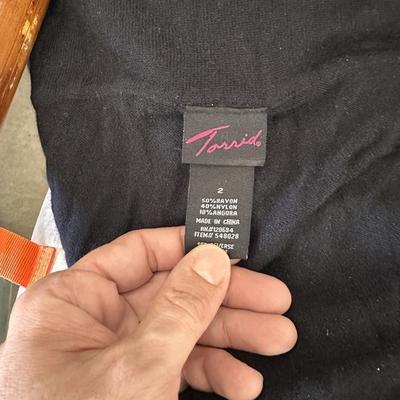 Torrid
2
50%RAYON
40%NYLON
10%ANGORA
MADE IN CHINA
RN#120684
ITEM# 548028